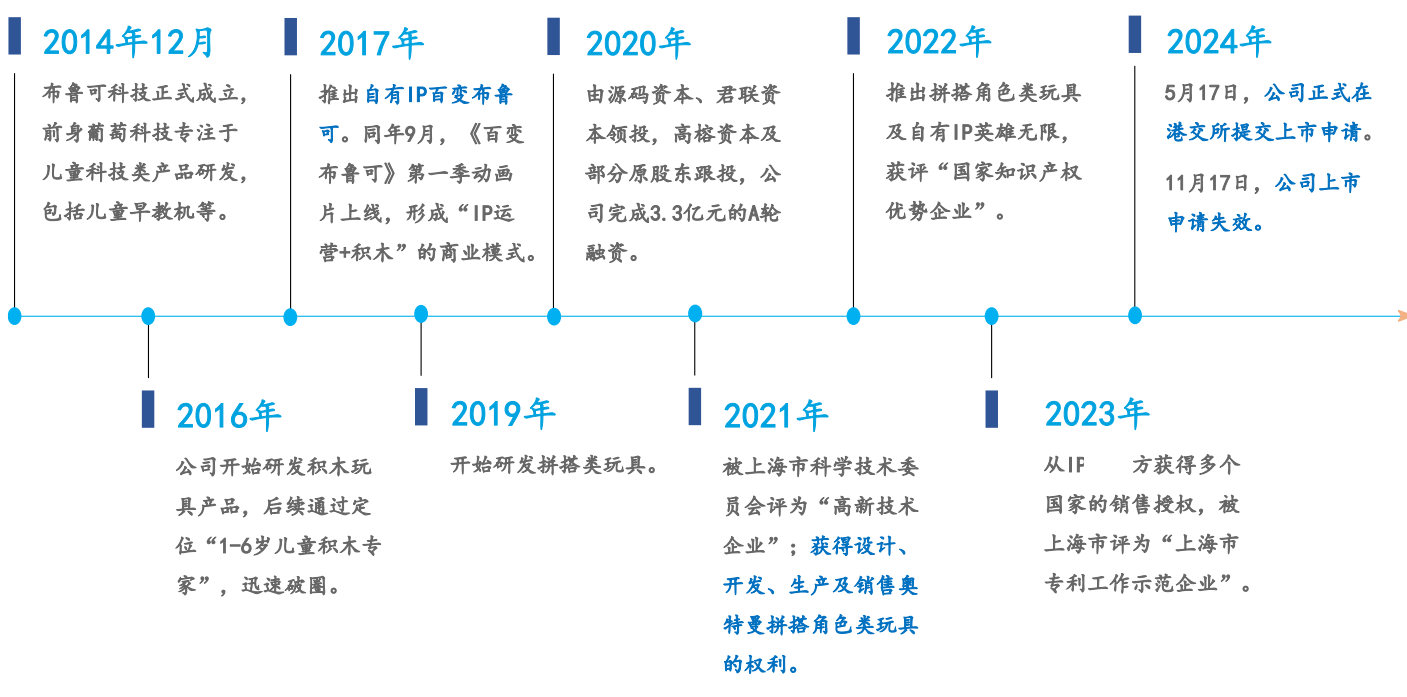 2014年12月
布鲁可科技正式成立，
前身葡萄科技专注于
儿童科技类产品研发，
包括儿童早教机等。
2016年
公司开始研发积木玩
具产品，后续通过定
位“1-6岁儿童积木专
家”，迅速破圈。
2017年
推出自有IP百变布鲁
可。同年9月，《百变
布鲁可》第一季动画
片上线，形成“IP运
营+积木”的商业模式。
2019年
开始研发拼搭类玩具。
2020年
由源码资本、君联资
本领投，高榕资本及
部分原股东跟投，公
司完成3.3亿元的A轮
融资。
2021年
被上海市科学技术委
员会评为“高新技术
企业”；获得设计、
开发、生产及销售奥
特曼拼搭角色类玩具
的权利。
2022年
推出拼搭角色类玩具
及自有IP英雄无限，
获评“国家知识产权
优势企业”。
2023年
从IP 方获得多个
国家的销售授权，被
上海市评为“上海市
专利工作示范企业”。
2024年
5月17日，公司正式在
港交所提交上市申请。
11月17日，公司上市
申请失效。